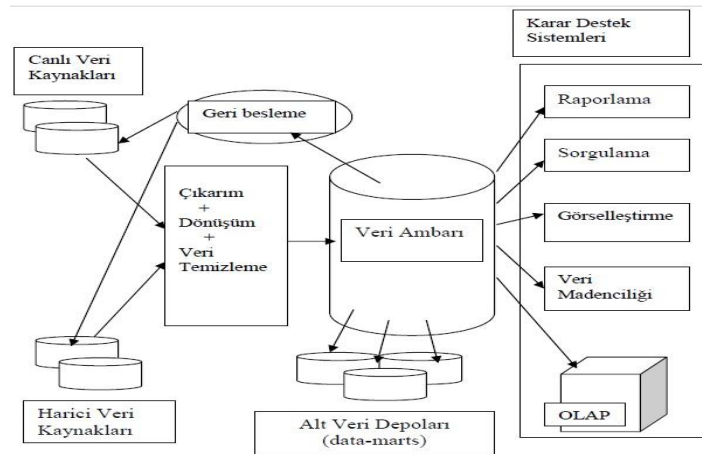 Karar Destek
Sistemleri
Canlı Veri
Kaynakları
Geri besleme
Raporlama
Sorgulama
Çıkarım
+
Dönüşüm
+
Veri
Temizleme
Veri Ambarı
Görselleştirme
Veri
Madenciliği
Harici Veri
Kaynakları
Alt Veri Depoları
(data-marts)
OLAP